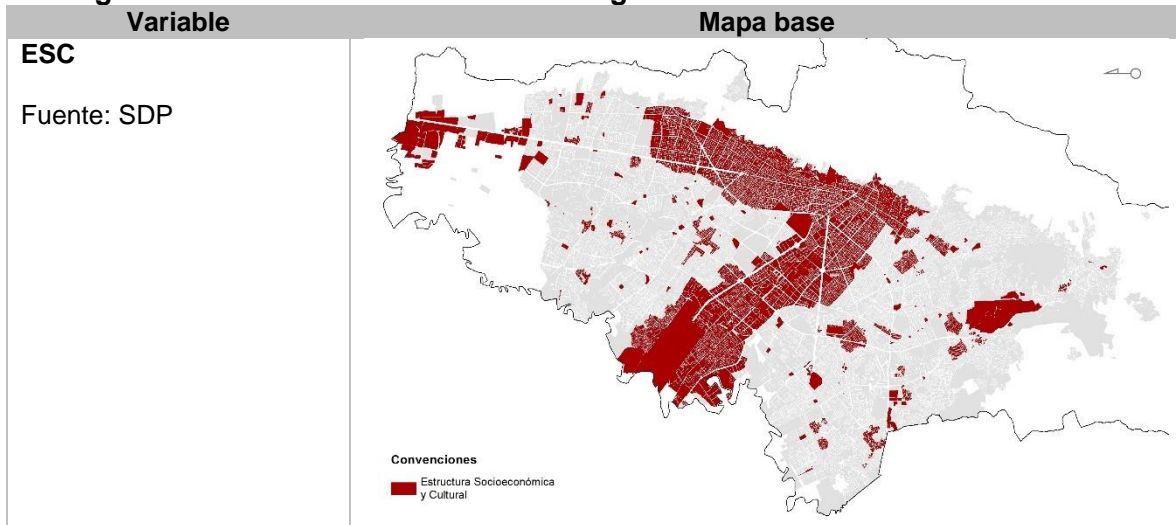 Variable
Mapa base
ESC
Fuente: SDP
Convenciones
Estructura Socioeconómica
y Cultural